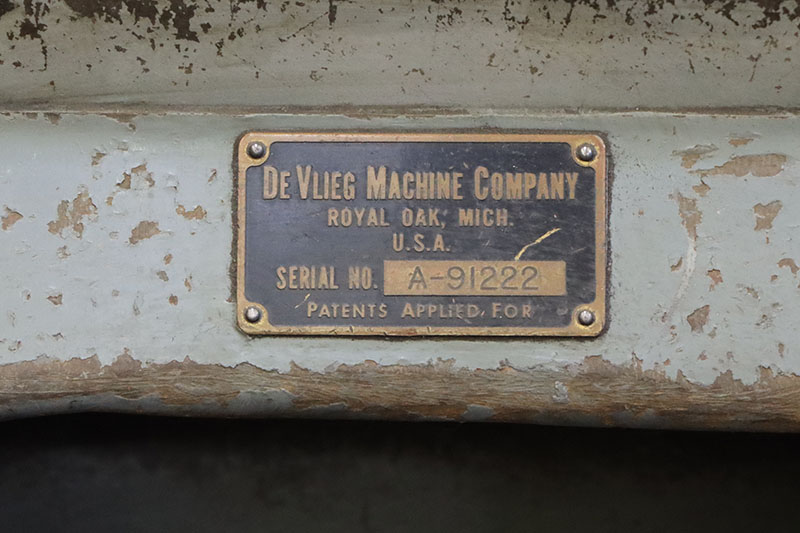 DE VLIEG MACHINE COMPANY
ROYAL OAK, MICH.
U.S.A.
SERIAL NO. A-91222
PATENTS APPLIED FOR